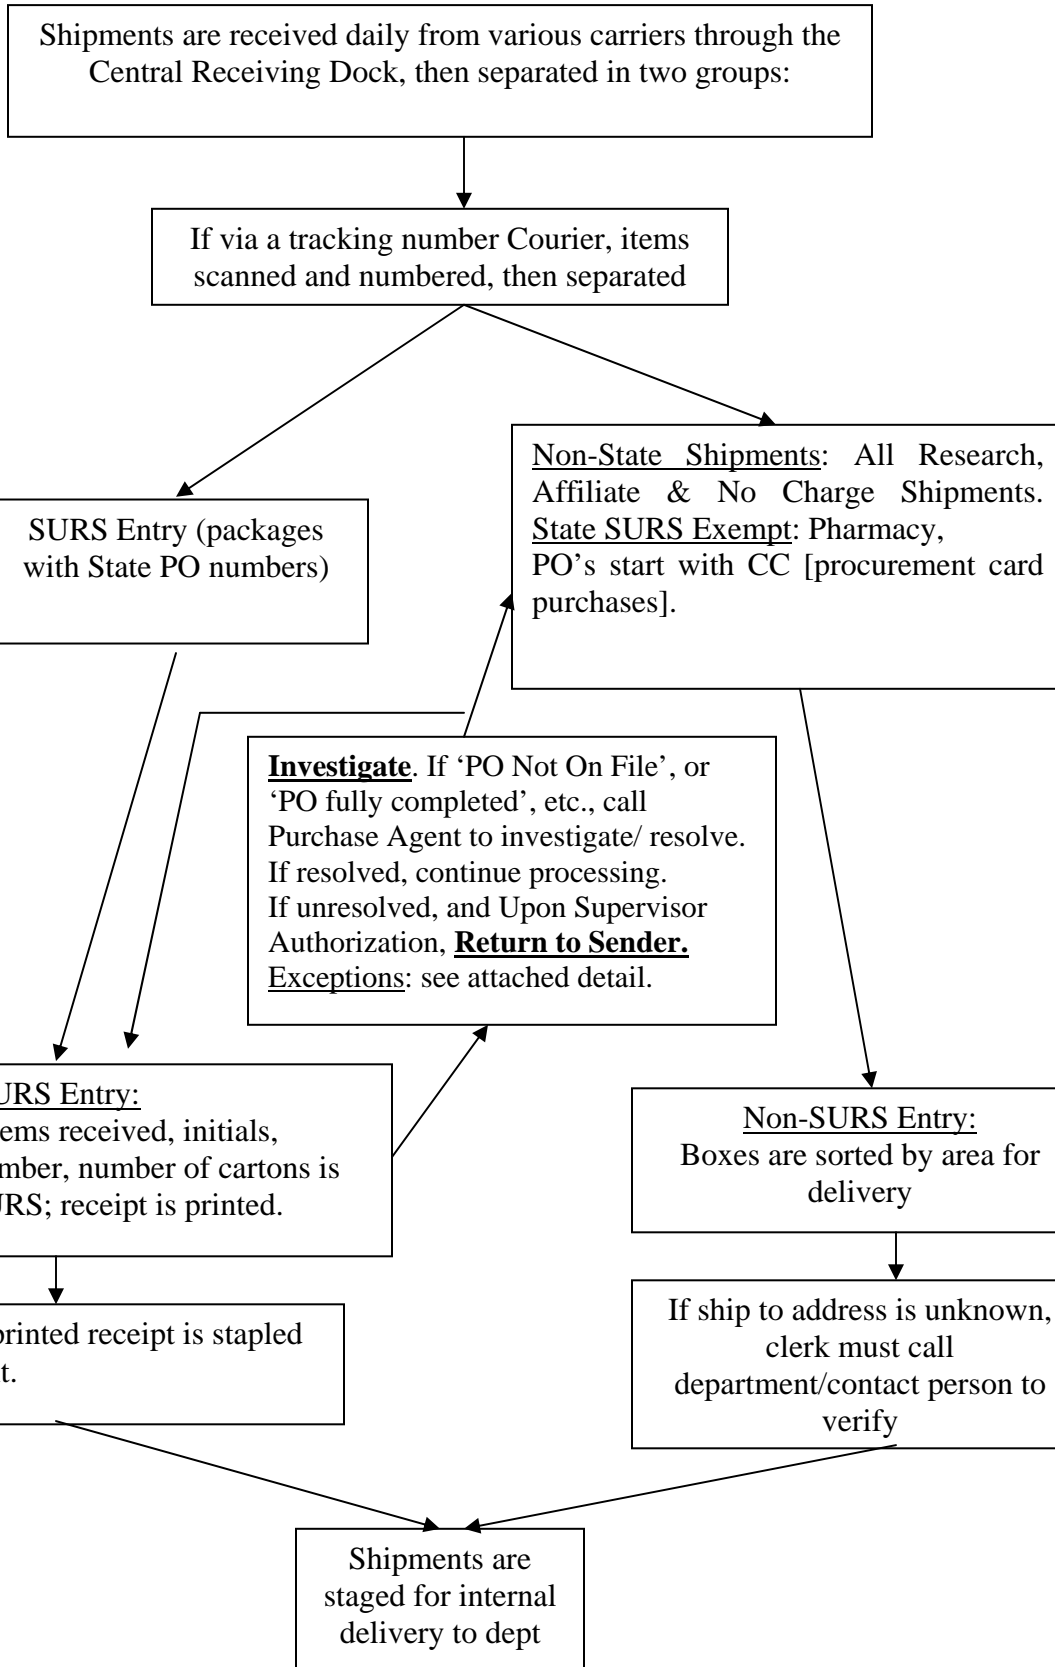 Shipments are received daily from various carriers through the
Central Receiving Dock, then separated in two groups:
If via a tracking number Courier, items
scanned and numbered, then separated
SURS Entry (packages
with State PO numbers)
Non-State Shipments: All Research,
Affiliate & No Charge Shipments.
State SURS Exempt: Pharmacy,
PO's start with CC [procurement card
purchases].
Investigate. If ‘PO Not On File’, or
‘PO fully completed’, etc., call
Purchase Agent to investigate/ resolve.
If resolved, continue processing.
If unresolved, and Upon Supervisor
Authorization, Return to Sender.
Exceptions: see attached detail.
URS Entry:
ems received, initials,
mber, number of cartons is
URS; receipt is printed.
printed receipt is stapled
t.
Non-SURS Entry:
Boxes are sorted by area for
delivery
If ship to address is unknown,
clerk must call
department/contact person to
verify
Shipments are
staged for internal
delivery to dept